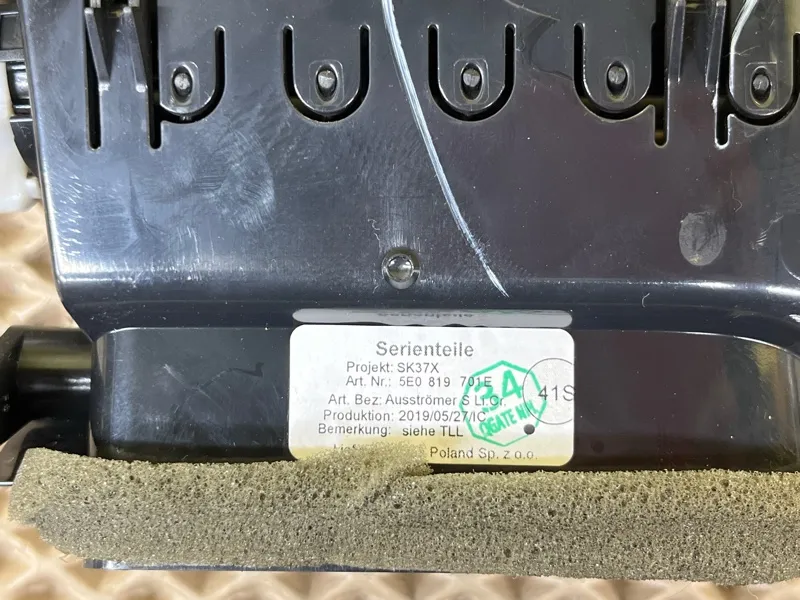 Serienteile
Projekt: SK37X
Art. Nr.: 5E0 819 701E
Art. Bez: Ausströmer S Li.Cr.
Produktion: 2019/05/27/IC
Bemerkung: siehe TLL
Poland Sp. z o.o.
34
41S